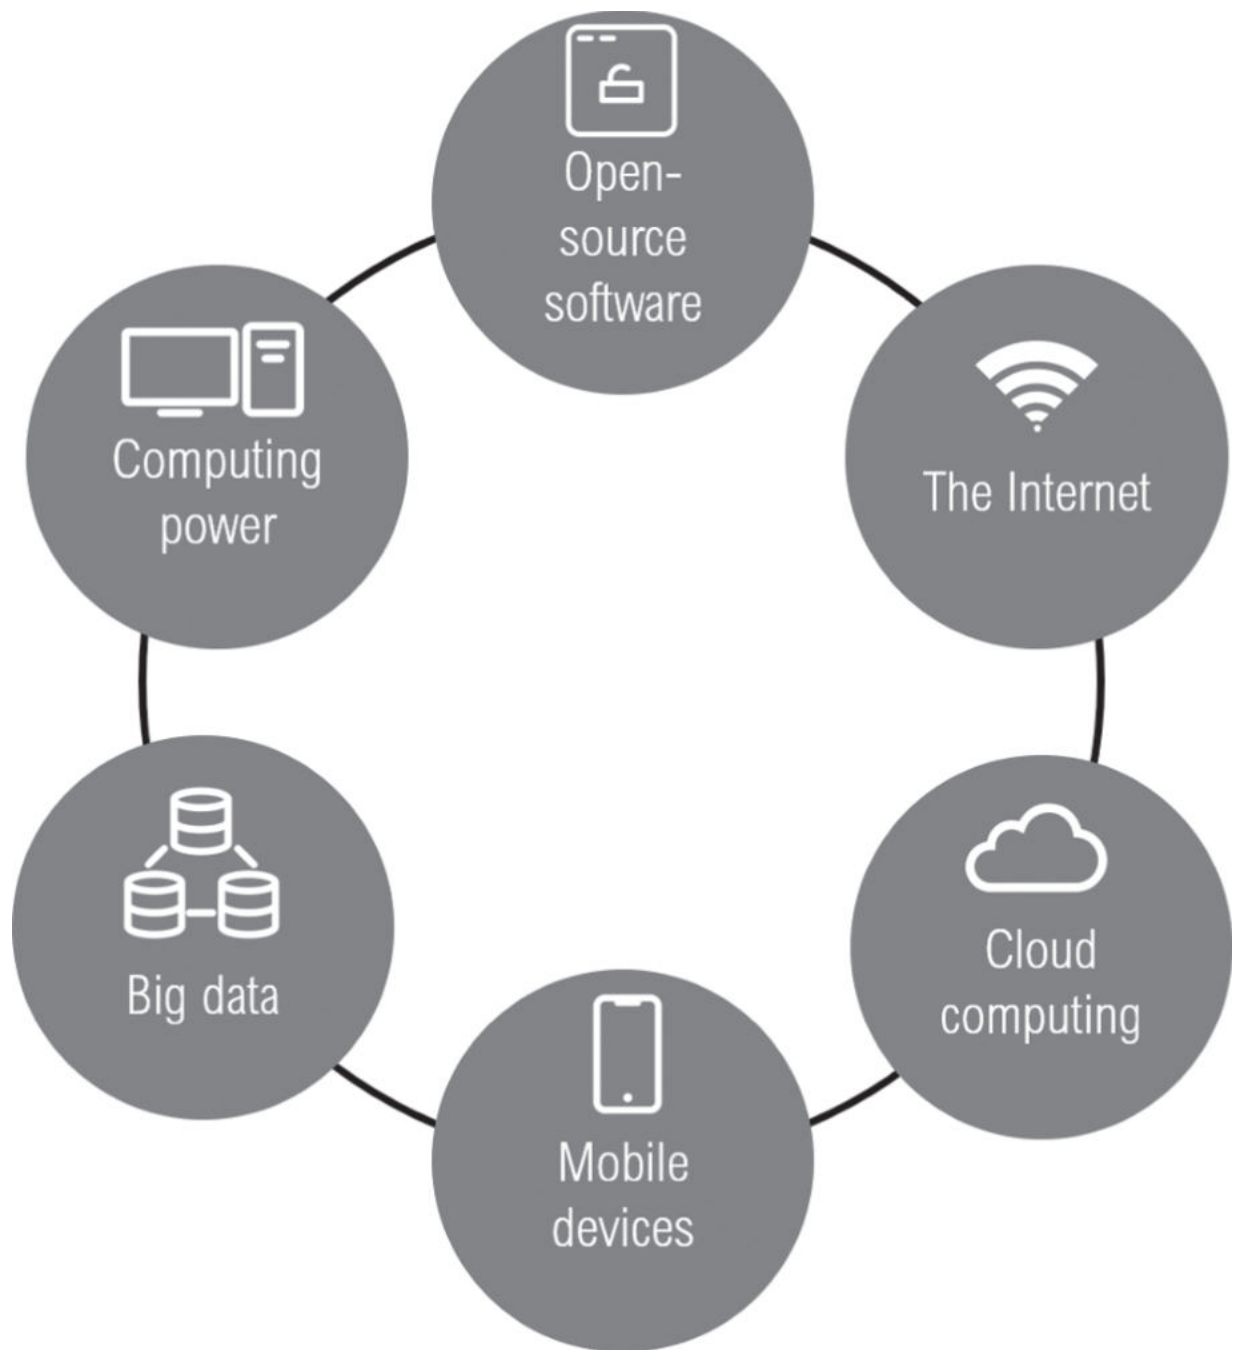 Open-
source
software
The Internet
Cloud
computing
Mobile
devices
Big data
Computing
power